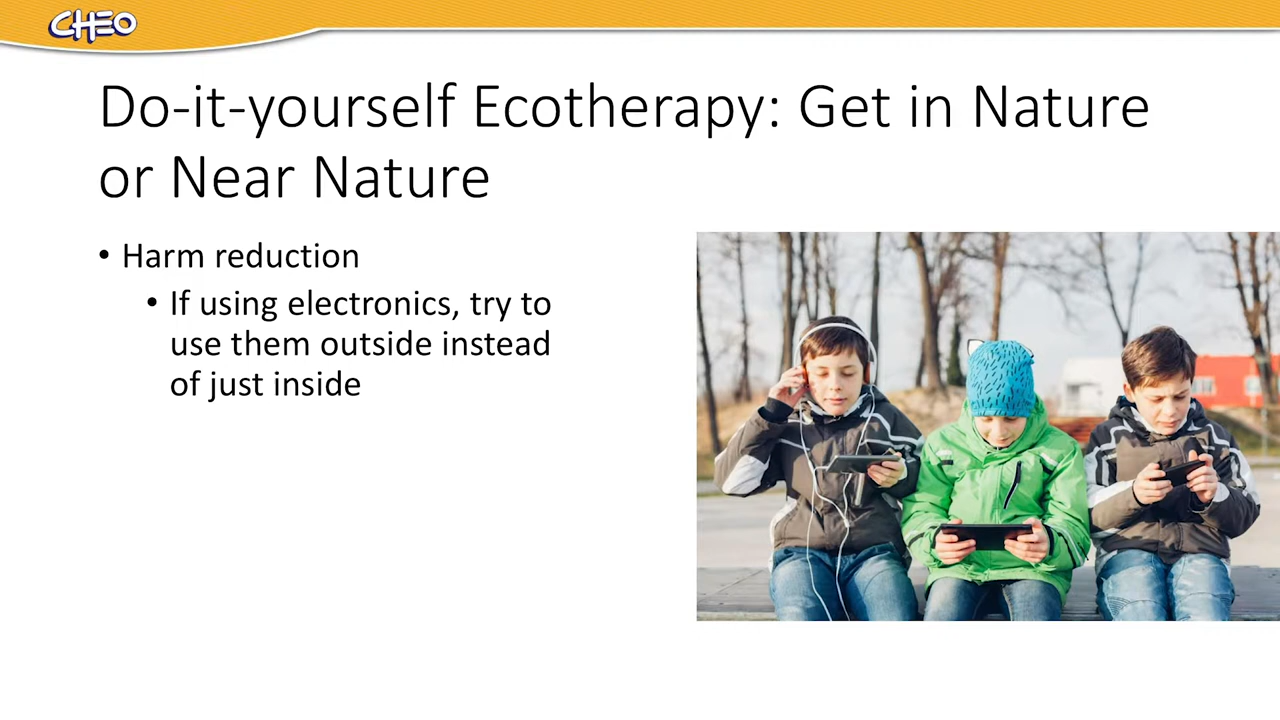 CHEO
Do-it-yourself Ecotherapy: Get in Nature
or Near Nature
• Harm reduction
• If using electronics, try to
use them outside instead
of just inside